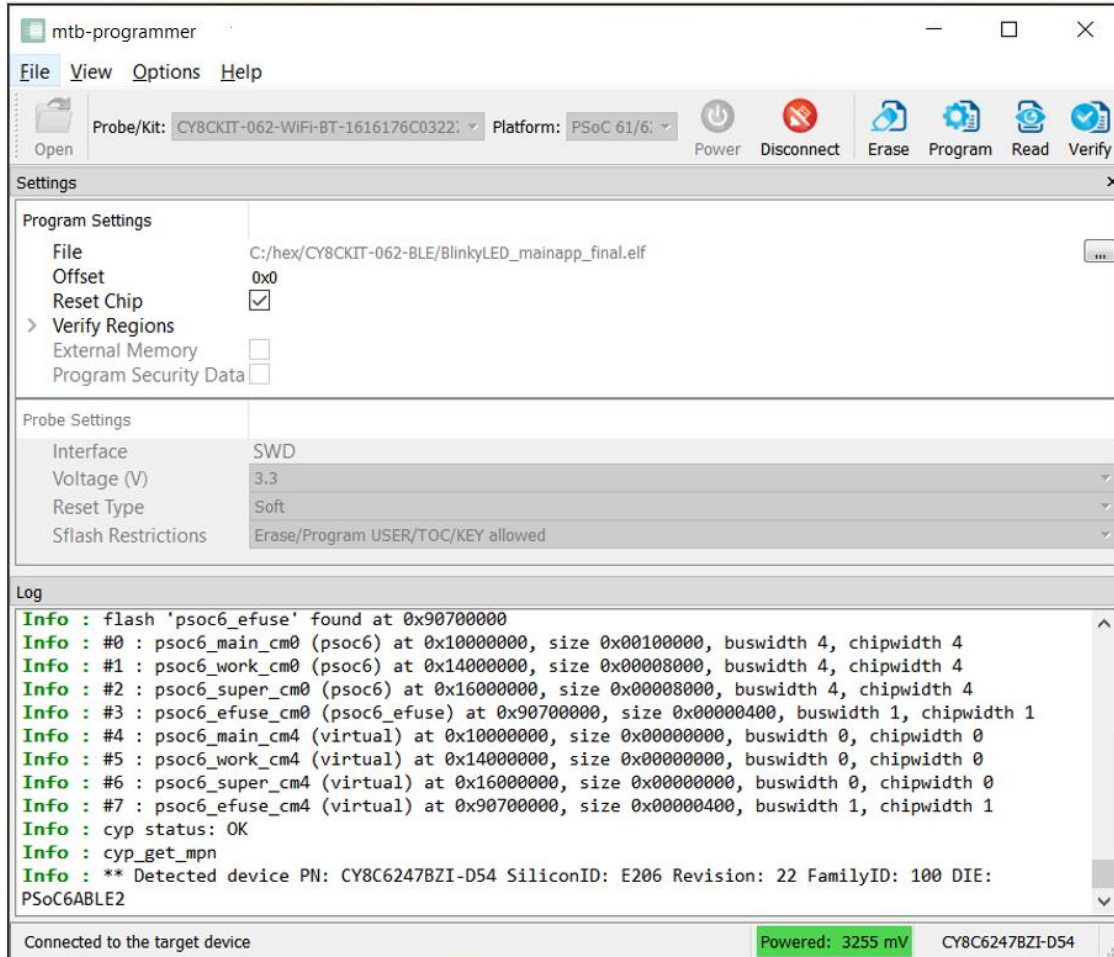 mtb-programmer
File View Options Help
Open Probe/Kit: CY8CKIT-062-WiFi-BT-1616176C0322 Platform: PSoC 61/6 Power Disconnect Erase Program Read Verify
Settings
Program Settings
File C:/hex/CY8CKIT-062-BLE/BlinkyLED_mainapp_final.elf ...
Offset 0x0
Reset Chip
Verify Regions
External Memory
Program Security Data
Probe Settings
Interface SWD
Voltage (V) 3.3
Reset Type Soft
Sflash Restrictions Erase/Program USER/TOC/KEY allowed
Log
Info : flash 'psoc6_efuse' found at 0x90700000
Info : #0 : psoc6_main_cm0 (psoc6) at 0x10000000, size 0x00100000, buswidth 4, chipwidth 4
Info : #1 : psoc6_work_cm0 (psoc6) at 0x14000000, size 0x00008000, buswidth 4, chipwidth 4
Info : #2 : psoc6_super_cm0 (psoc6) at 0x16000000, size 0x00008000, buswidth 4, chipwidth 4
Info : #3 : psoc6_efuse_cm0 (psoc6_efuse) at 0x90700000, size 0x00000400, buswidth 1, chipwidth 1
Info : #4 : psoc6_main_cm4 (virtual) at 0x10000000, size 0x00000000, buswidth 0, chipwidth 0
Info : #5 : psoc6_work_cm4 (virtual) at 0x14000000, size 0x00000000, buswidth 0, chipwidth 0
Info : #6 : psoc6_super_cm4 (virtual) at 0x16000000, size 0x00000000, buswidth 0, chipwidth 0
Info : #7 : psoc6_efuse_cm4 (virtual) at 0x90700000, size 0x00000400, buswidth 1, chipwidth 1
Info : cyp status: OK
Info : cyp_get_mpn
Info : ** Detected device PN: CY8C6247BZI-D54 SiliconID: E206 Revision: 22 FamilyID: 100 DIE:
PSoC6ABLE2
Connected to the target device Powered: 3255 mV CY8C6247BZI-D54